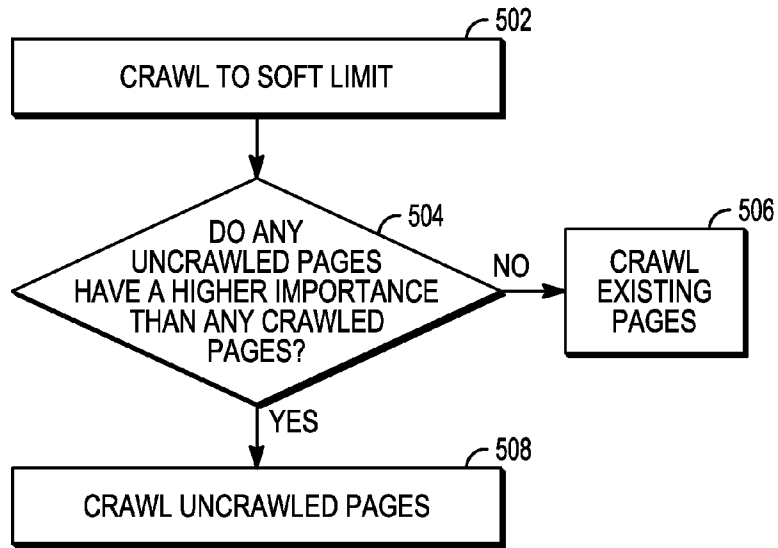 502
CRAWL TO SOFT LIMIT
504
DO ANY
UNCRAWLED PAGES
HAVE A HIGHER IMPORTANCE
THAN ANY CRAWLED
PAGES?
NO
506
CRAWL
EXISTING
PAGES
YES
508
CRAWL UNCRAWLED PAGES